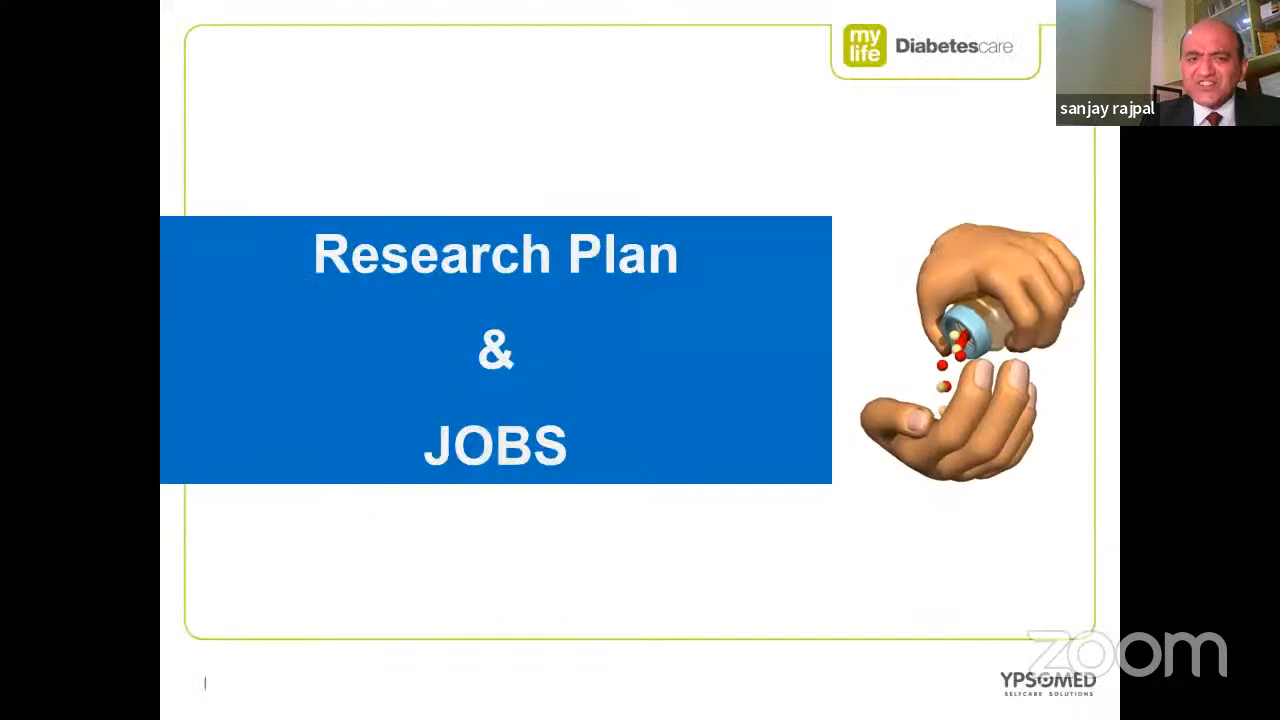 my
life
Diabetescare
sanjay rajpal
Research Plan
&
JOBS
zoom
YPSOMED
SELFCARE SOLUTIONS